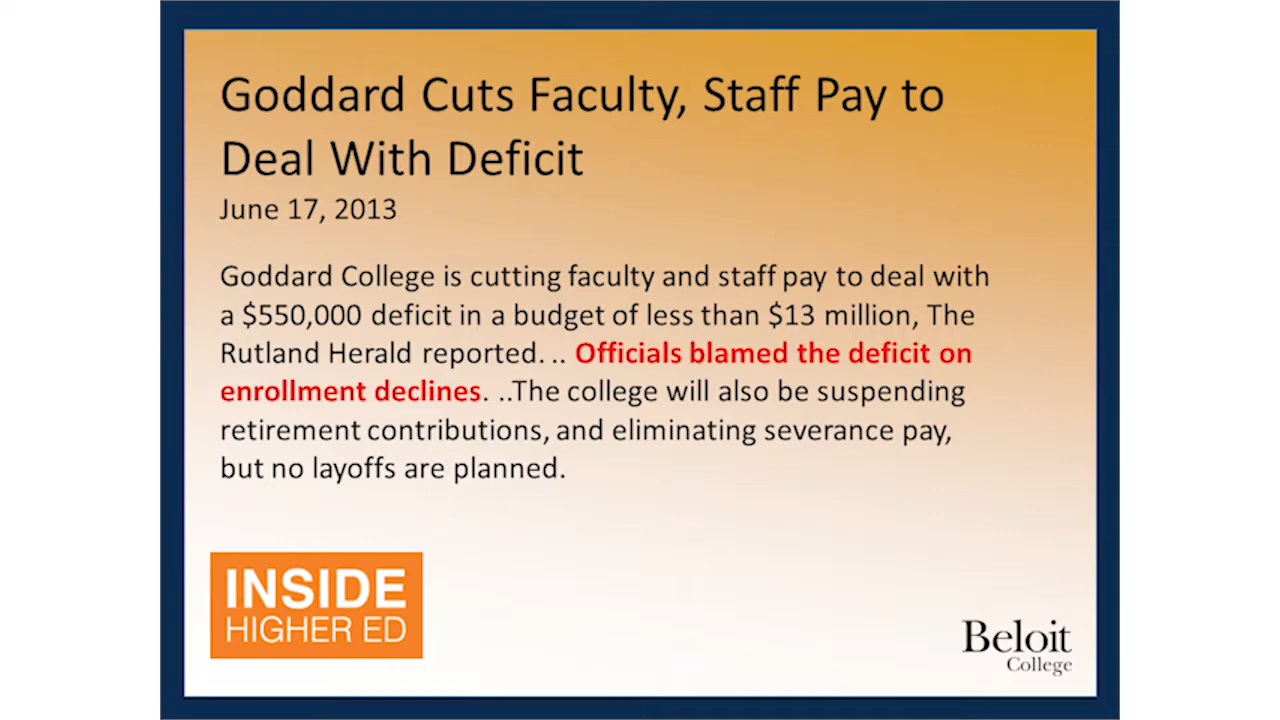 Goddard Cuts Faculty, Staff Pay to
Deal With Deficit
June 17, 2013
Goddard College is cutting faculty and staff pay to deal with
a $550,000 deficit in a budget of less than $13 million, The
Rutland Herald reported. .. Officials blamed the deficit on
enrollment declines. ..The college will also be suspending
retirement contributions, and eliminating severance pay,
but no layoffs are planned.
INSIDE
HIGHER ED
Beloit
College